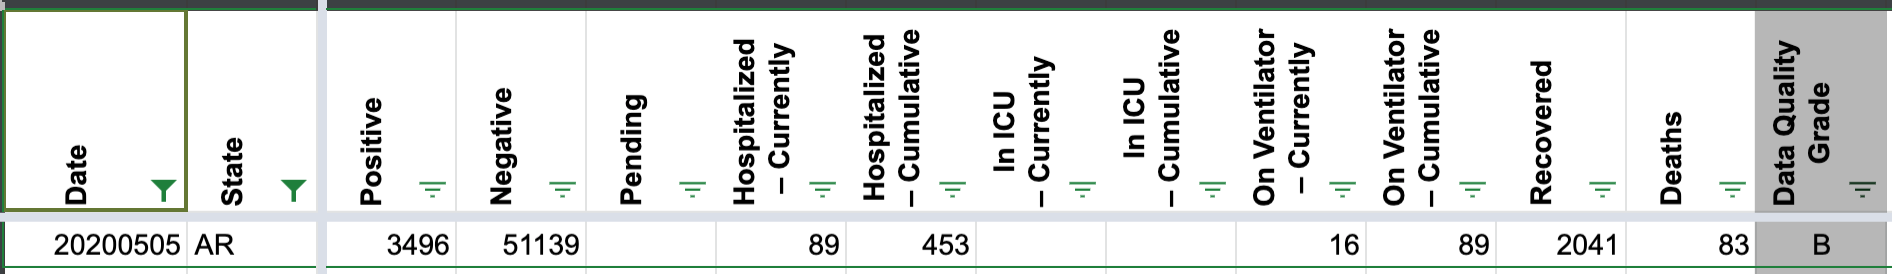 Date
State
Positive
Negative
Pending
Hospitalized
– Currently
Hospitalized
– Cumulative
In ICU
– Currently
In ICU
– Cumulative
On Ventilator
– Currently
On Ventilator
– Cumulative
Recovered
Deaths
Data Quality
Grade
20200505 AR 3496 51139 89 453 16 89 2041 83 B